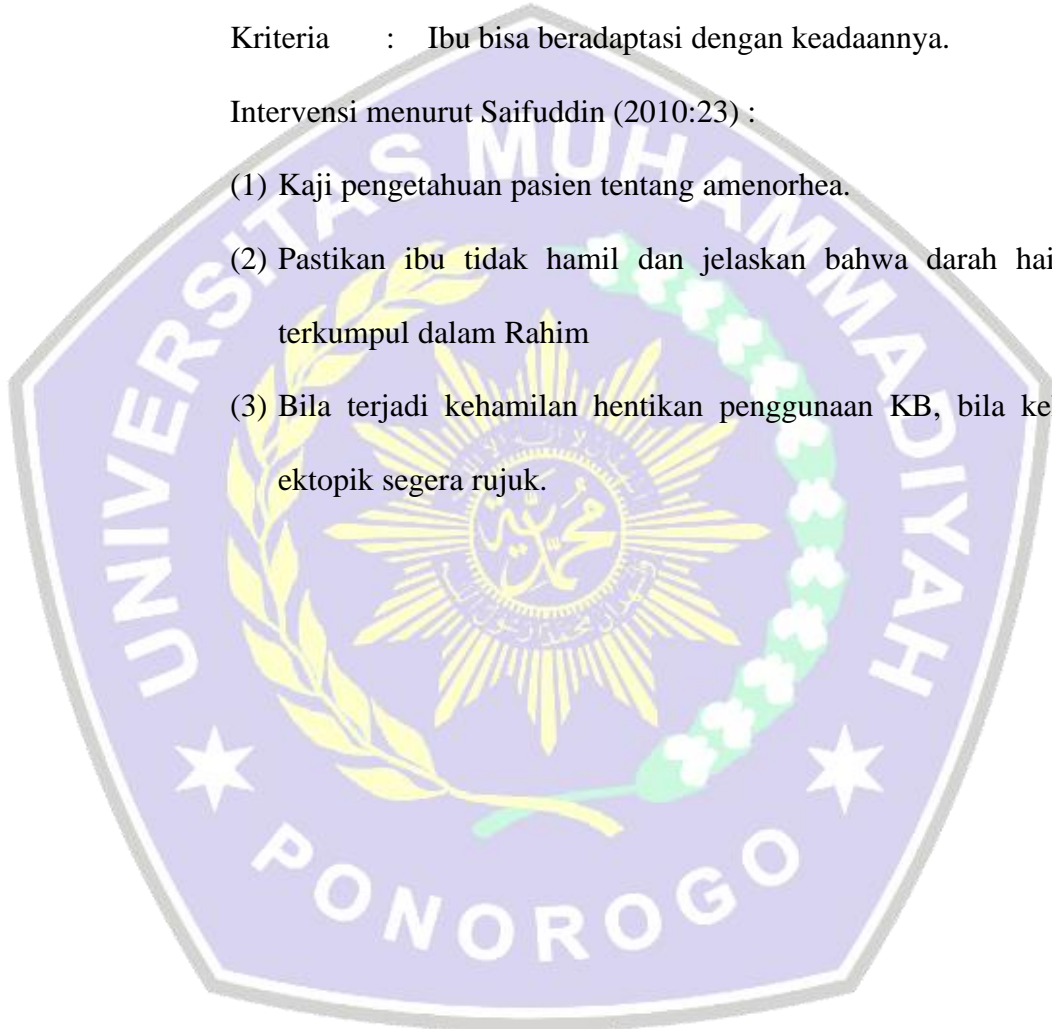 Kriteria : Ibu bisa beradaptasi dengan keadaannya.
Intervensi menurut Saifuddin (2010:23) :
(1) Kaji pengetahuan pasien tentang amenorhea.
(2) Pastikan ibu tidak hamil dan jelaskan bahwa darah hai
terkumpul dalam Rahim
(3) Bila terjadi kehamilan hentikan penggunaan KB, bila ke
ektopik segera rujuk.
UNIVERSITAS MUHAMMADIYAH
PONOROGO